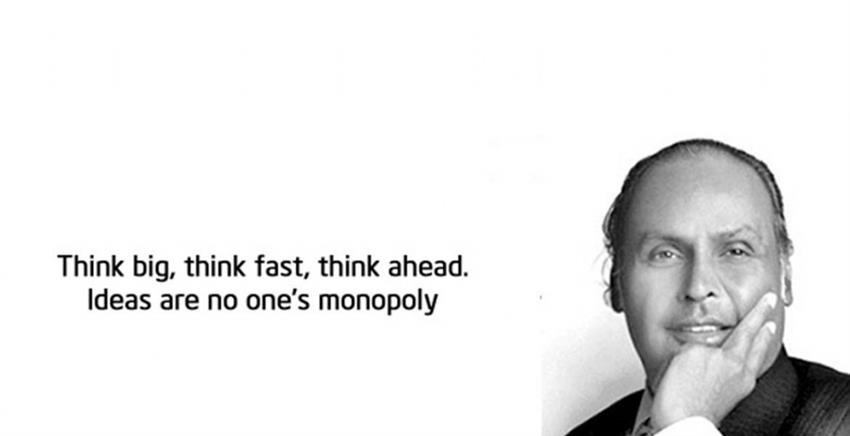 Think big, think fast, think ahead.
Ideas are no one's monopoly